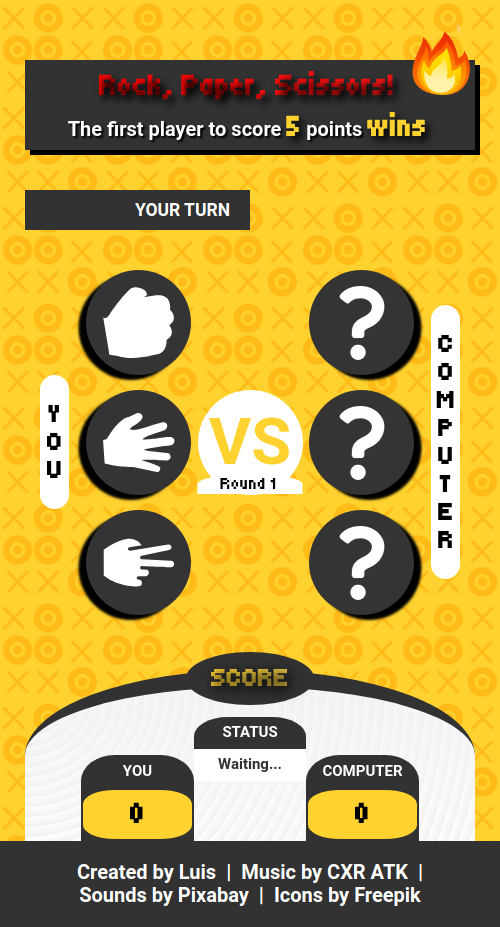 Rock, Paper, Scissors!
The first player to score 5 points wins
YOUR TURN
YOU
VS
Round 1
COMPUTER
SCORE
STATUS
Waiting...
YOU
0
COMPUTER
0
Created by Luis | Music by CXR ATK |
Sounds by Pixabay | Icons by Freepik